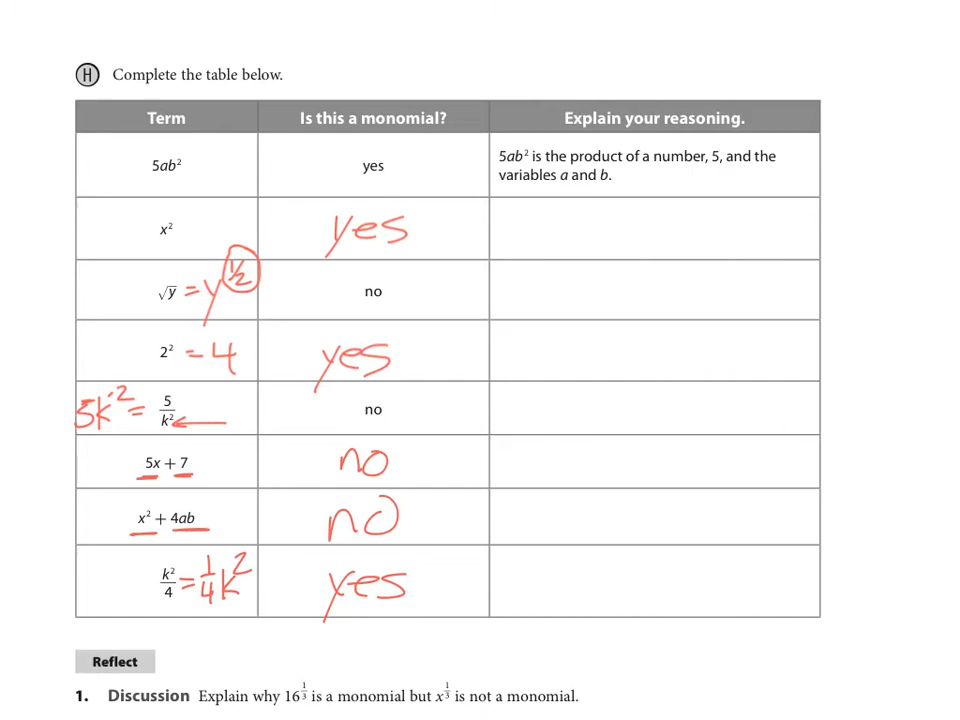 H Complete the table below.
Term Is this a monomial? Explain your reasoning.
5ab² yes 5ab² is the product of a number, 5, and the
variables a and b.
x² yes
√y = y^(1/2) no
2² = 4 yes
5k⁻² = 5/k² no
5x + 7 no
x² + 4ab no
k²/4 = 1/4 k² yes
Reflect
1. Discussion Explain why 16^(1/3) is a monomial but x^(1/3) is not a monomial.